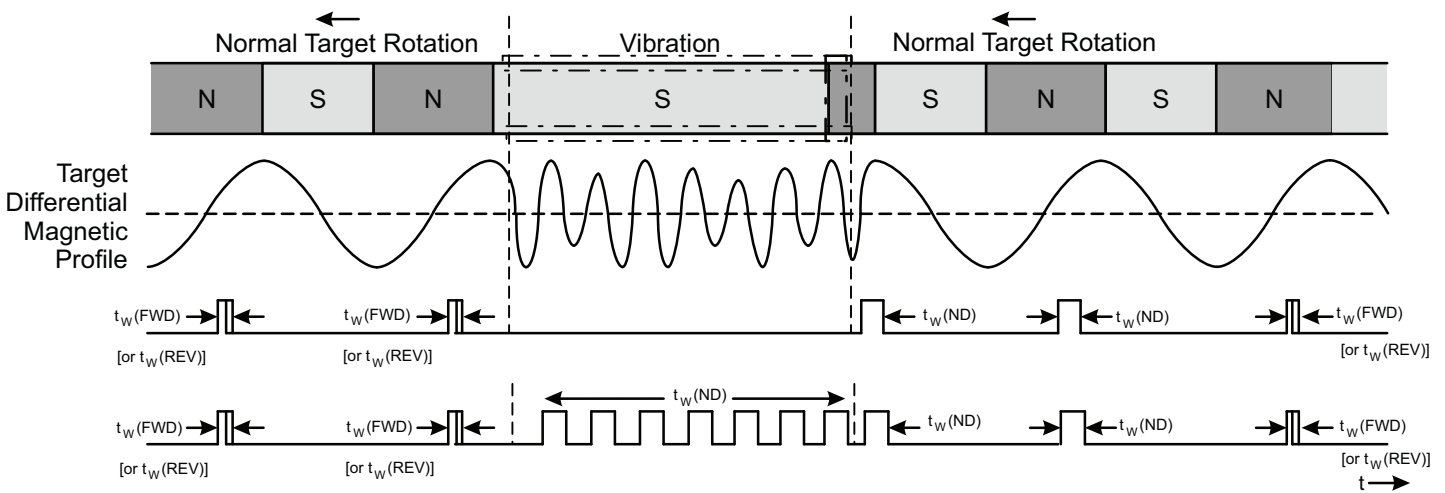 Normal Target Rotation
Vibration
Normal Target Rotation
N
S
N
S
S
N
S
N
Target
Differential
Magnetic
Profile
tW(FWD)
tW(FWD)
tW(ND)
tW(ND)
tW(FWD)
[or tW(REV)]
[or tW(REV)]
[or tW(REV)]
tW(ND)
tW(FWD)
tW(FWD)
tW(ND)
tW(ND)
tW(FWD)
[or tW(REV)]
[or tW(REV)]
[or tW(REV)]
t